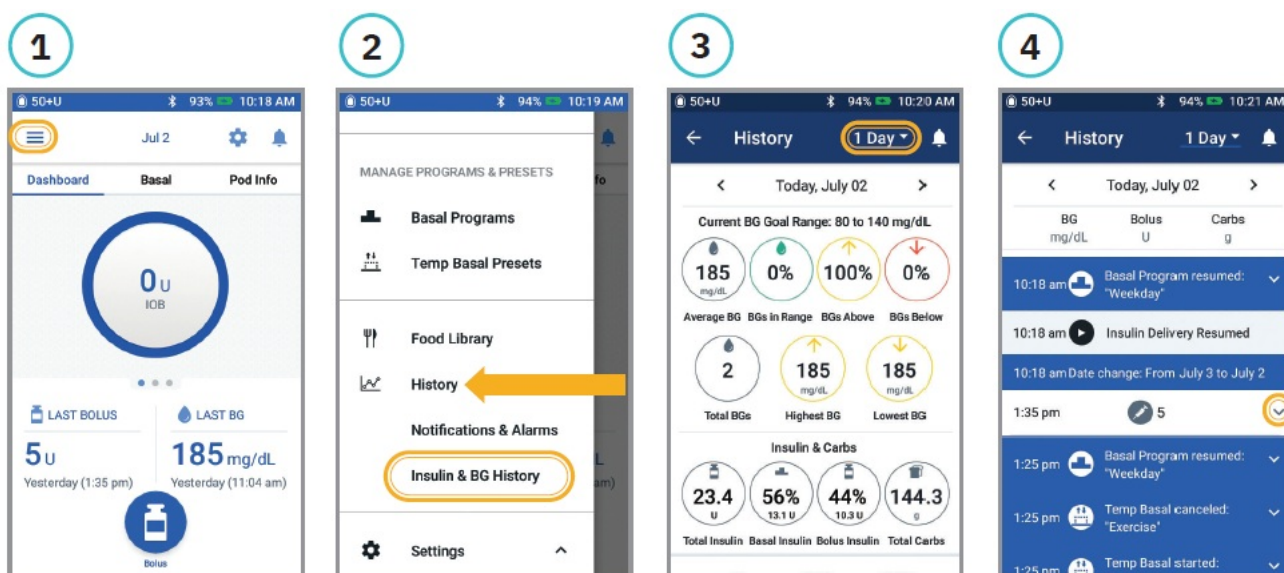 1
50+U 93% 10:18 AM
Jul 2
Dashboard Basal Pod Info
0 U
IOB
LAST BOLUS LAST BG
5 U 185 mg/dL
Yesterday (1:35 pm) Yesterday (11:04 am)
Bolus
2
50+U 94% 10:19 AM
MANAGE PROGRAMS & PRESETS
fo
Basal Programs
Temp Basal Presets
Food Library
History
Notifications & Alarms
L
Insulin & BG History
am)
Settings
3
50+U 94% 10:20 AM
History 1 Day
Today, July 02
Current BG Goal Range: 80 to 140 mg/dL
185 0% 100% 0%
mg/dL
Average BG BGs in Range BGs Above BGs Below
2 185 185
mg/dL mg/dL
Total BGs Highest BG Lowest BG
Insulin & Carbs
23.4 56% 44% 144.3
U 13.1 U 10.3 U g
Total Insulin Basal Insulin Bolus Insulin Total Carbs
4
50+U 94% 10:21 AM
History 1 Day
Today, July 02
BG Bolus Carbs
mg/dL U g
10:18 am Basal Program resumed:
"Weekday"
10:18 am Insulin Delivery Resumed
10:18 am Date change: From July 3 to July 2
1:35 pm 5
1:25 pm Basal Program resumed:
"Weekday"
1:25 pm Temp Basal canceled:
"Exercise"
1:25 pm Temp Basal started: